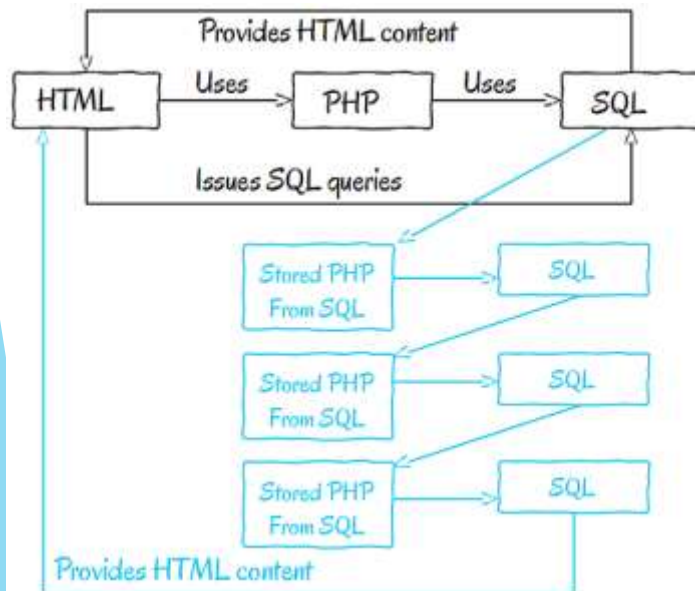 Provides HTML content
HTML
Uses
PHP
Uses
SQL
Issues SQL queries
Stored PHP
From SQL
SQL
Stored PHP
From SQL
SQL
Stored PHP
From SQL
SQL
Provides HTML content